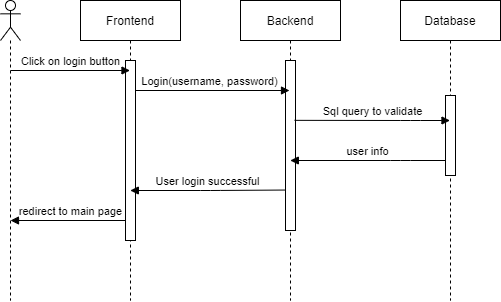 Frontend
Backend
Database
Click on login button
Login(username, password)
Sql query to validate
user info
User login successful
redirect to main page